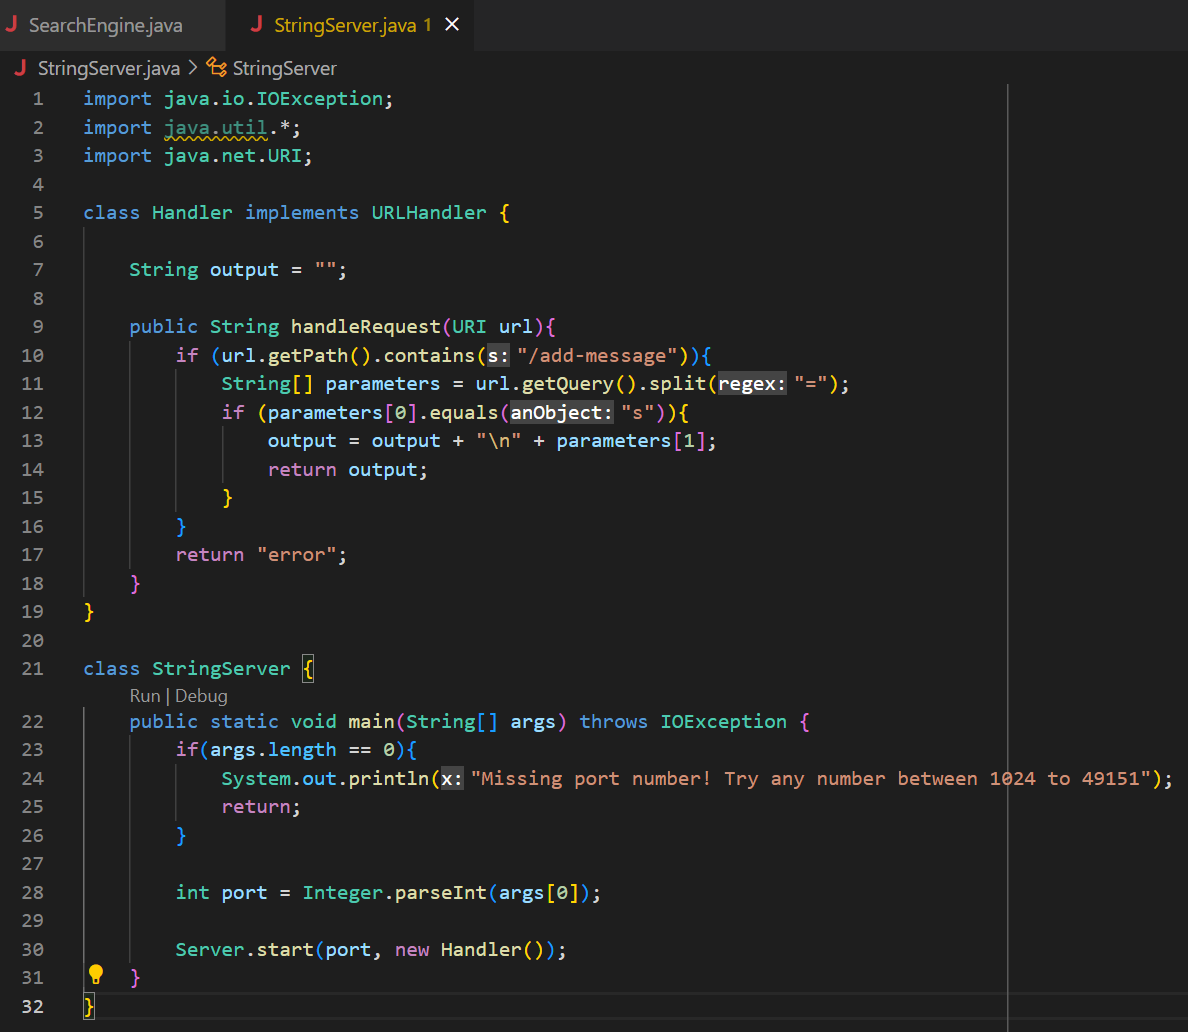 SearchEngine.java
StringServer.java 1
StringServer.java > StringServer
1 import java.io.IOException;
2 import java.util.*;
3 import java.net.URI;
4
5 class Handler implements URLHandler {
6
7     String output = "";
8
9     public String handleRequest(URI url){
10         if (url.getPath().contains(s: "/add-message")){
11             String[] parameters = url.getQuery().split(regex: "=");
12             if (parameters[0].equals(anObject: "s")){
13                 output = output + "\n" + parameters[1];
14                 return output;
15             }
16         }
17         return "error";
18     }
19 }
20
21 class StringServer {
Run | Debug
22     public static void main(String[] args) throws IOException {
23         if(args.length == 0){
24             System.out.println(x: "Missing port number! Try any number between 1024 to 49151");
25             return;
26         }
27
28         int port = Integer.parseInt(args[0]);
29
30         Server.start(port, new Handler());
31     }
32 }